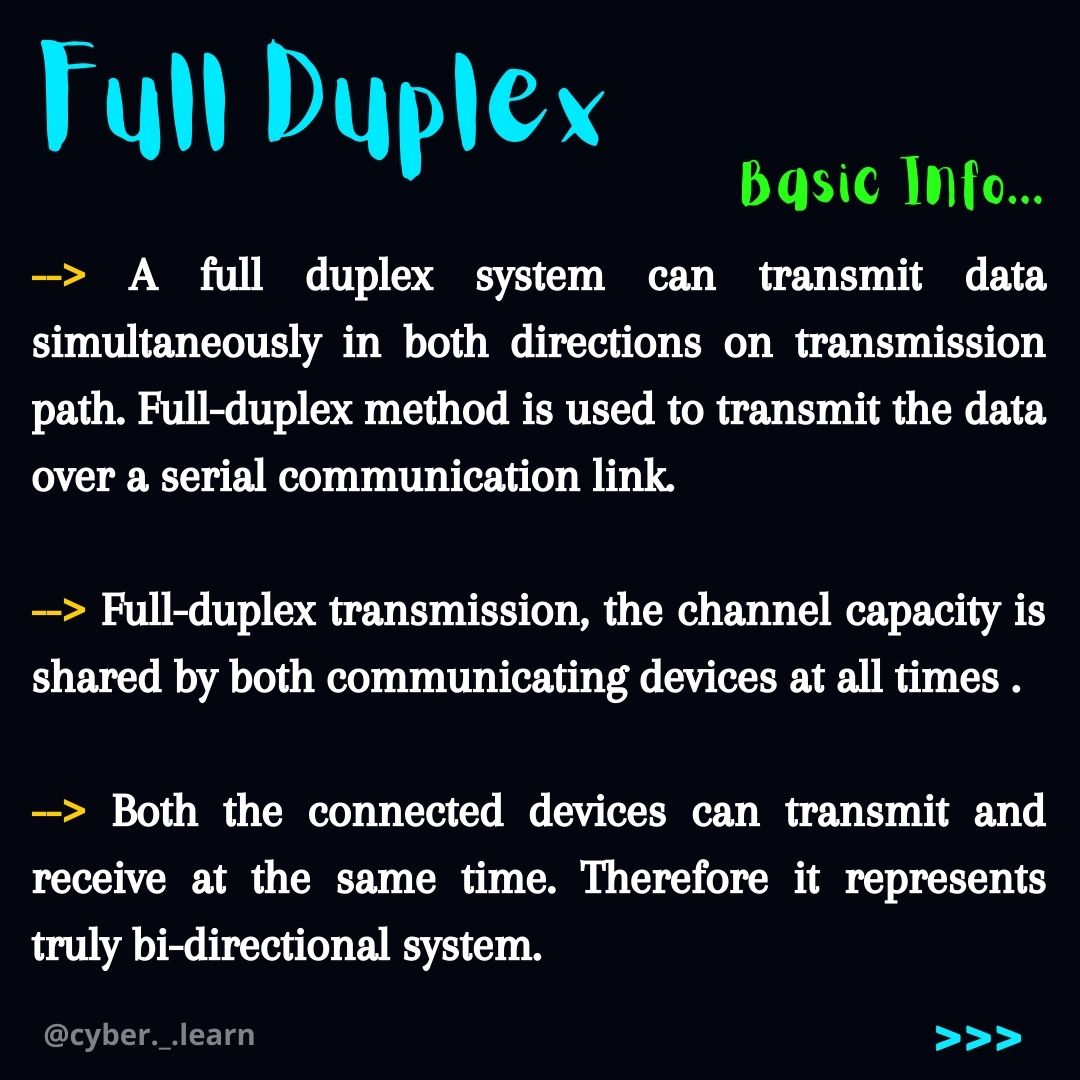 Full Duplex
Basic Info...
--> A full duplex system can transmit data
simultaneously in both directions on transmission
path. Full-duplex method is used to transmit the data
over a serial communication link.
--> Full-duplex transmission, the channel capacity is
shared by both communicating devices at all times .
--> Both the connected devices can transmit and
receive at the same time. Therefore it represents
truly bi-directional system.
@cyber._.learn
>>>